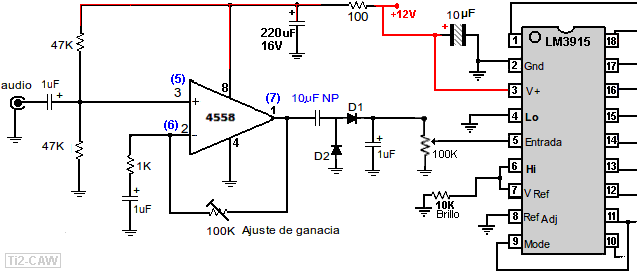 47K
220uF
16V
100
+12V
10µF
1
LM3915
18
2
Gnd
17
3
V+
16
4
Lo
15
5
Entrada
14
6
Hi
13
7
V Ref
12
8
Ref Adj
11
9
Mode
10
audio
1uF
+
(5)
3
+
8
(7)
1
4558
(6)
2
-
4
10µF NP
D1
D2
+
1uF
100K
47K
1K
+
1uF
100K
Ajuste de ganacia
10K
Brillo
+
+
Ti2-CAW